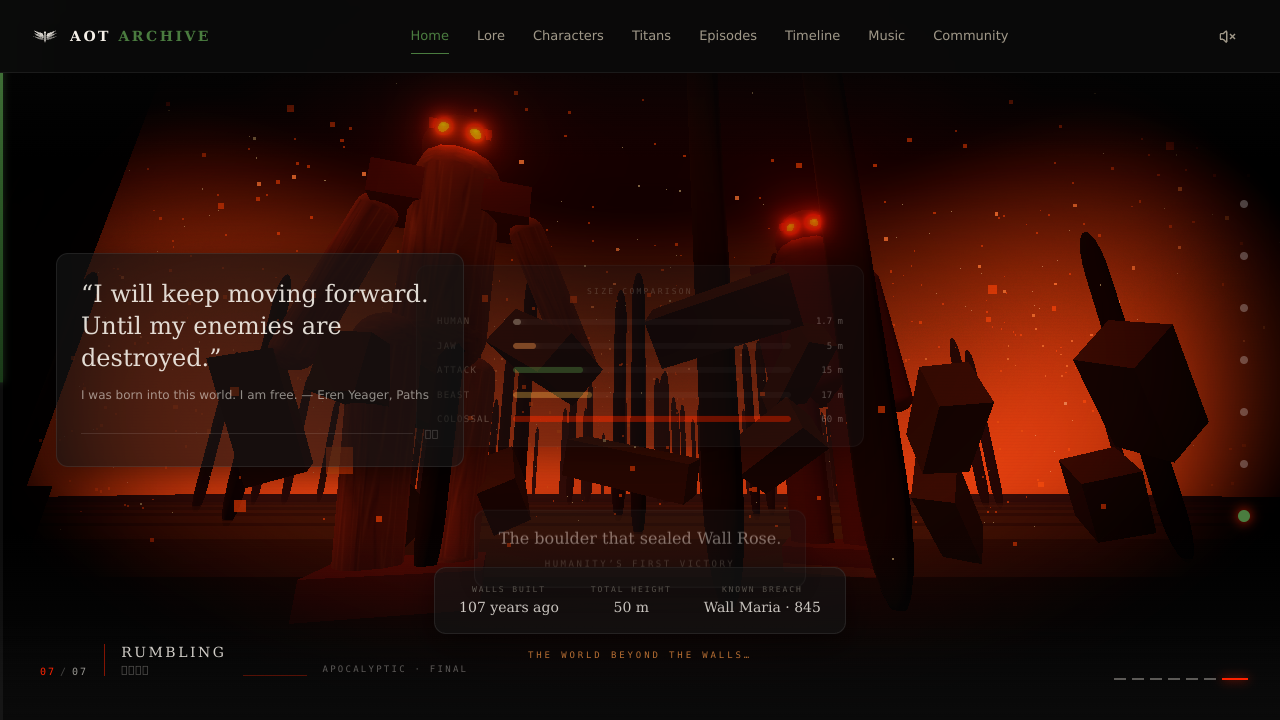 AOT ARCHIVE
Home
Lore
Characters
Titans
Episodes
Timeline
Music
Community
“I will keep moving forward.
Until my enemies are
destroyed.”
I was born into this world. I am free. — Eren Yeager, Paths
SIZE COMPARISON
HUMAN 1.7 m
JAW 5 m
ATTACK 15 m
BEAST 17 m
COLOSSAL 60 m
The boulder that sealed Wall Rose.
HUMANITY'S FIRST VICTORY
WALLS BUILT
107 years ago
TOTAL HEIGHT
50 m
KNOWN BREACH
Wall Maria · 845
THE WORLD BEYOND THE WALLS…
07 / 07
RUMBLING
APOCALYPTIC · FINAL